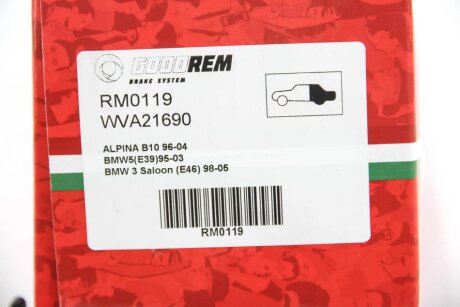 GOODREM
BRAKE SYSTEM
RM0119
WVA21690
ALPINA B10 96-04
BMW5(E39)95-03
BMW 3 Saloon (E46) 98-05
RM0119